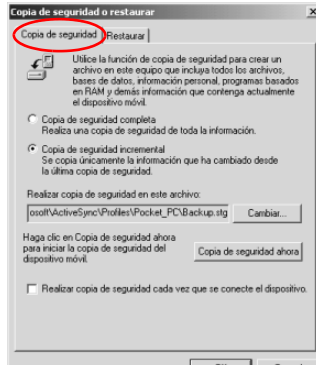 Copia de seguridad o restaurar
Copia de seguridad
Restaurar
Utilice la función de copia de seguridad para crear un
archivo en este equipo que incluya todos los archivos,
bases de datos, información personal, programas basados
en RAM y demás información que contenga actualmente
el dispositivo móvil.
Copia de seguridad completa
Realiza una copia de seguridad de toda la información.
Copia de seguridad incremental
Se copia únicamente la información que ha cambiado desde
la última copia de seguridad.
Realizar copia de seguridad en este archivo:
osoft\ActiveSync\Profiles\Pocket_PC\Backup.stg
Cambiar...
Haga clic en Copia de seguridad ahora
para iniciar la copia de seguridad del
dispositivo móvil.
Copia de seguridad ahora
Realizar copia de seguridad cada vez que se conecte el dispositivo.